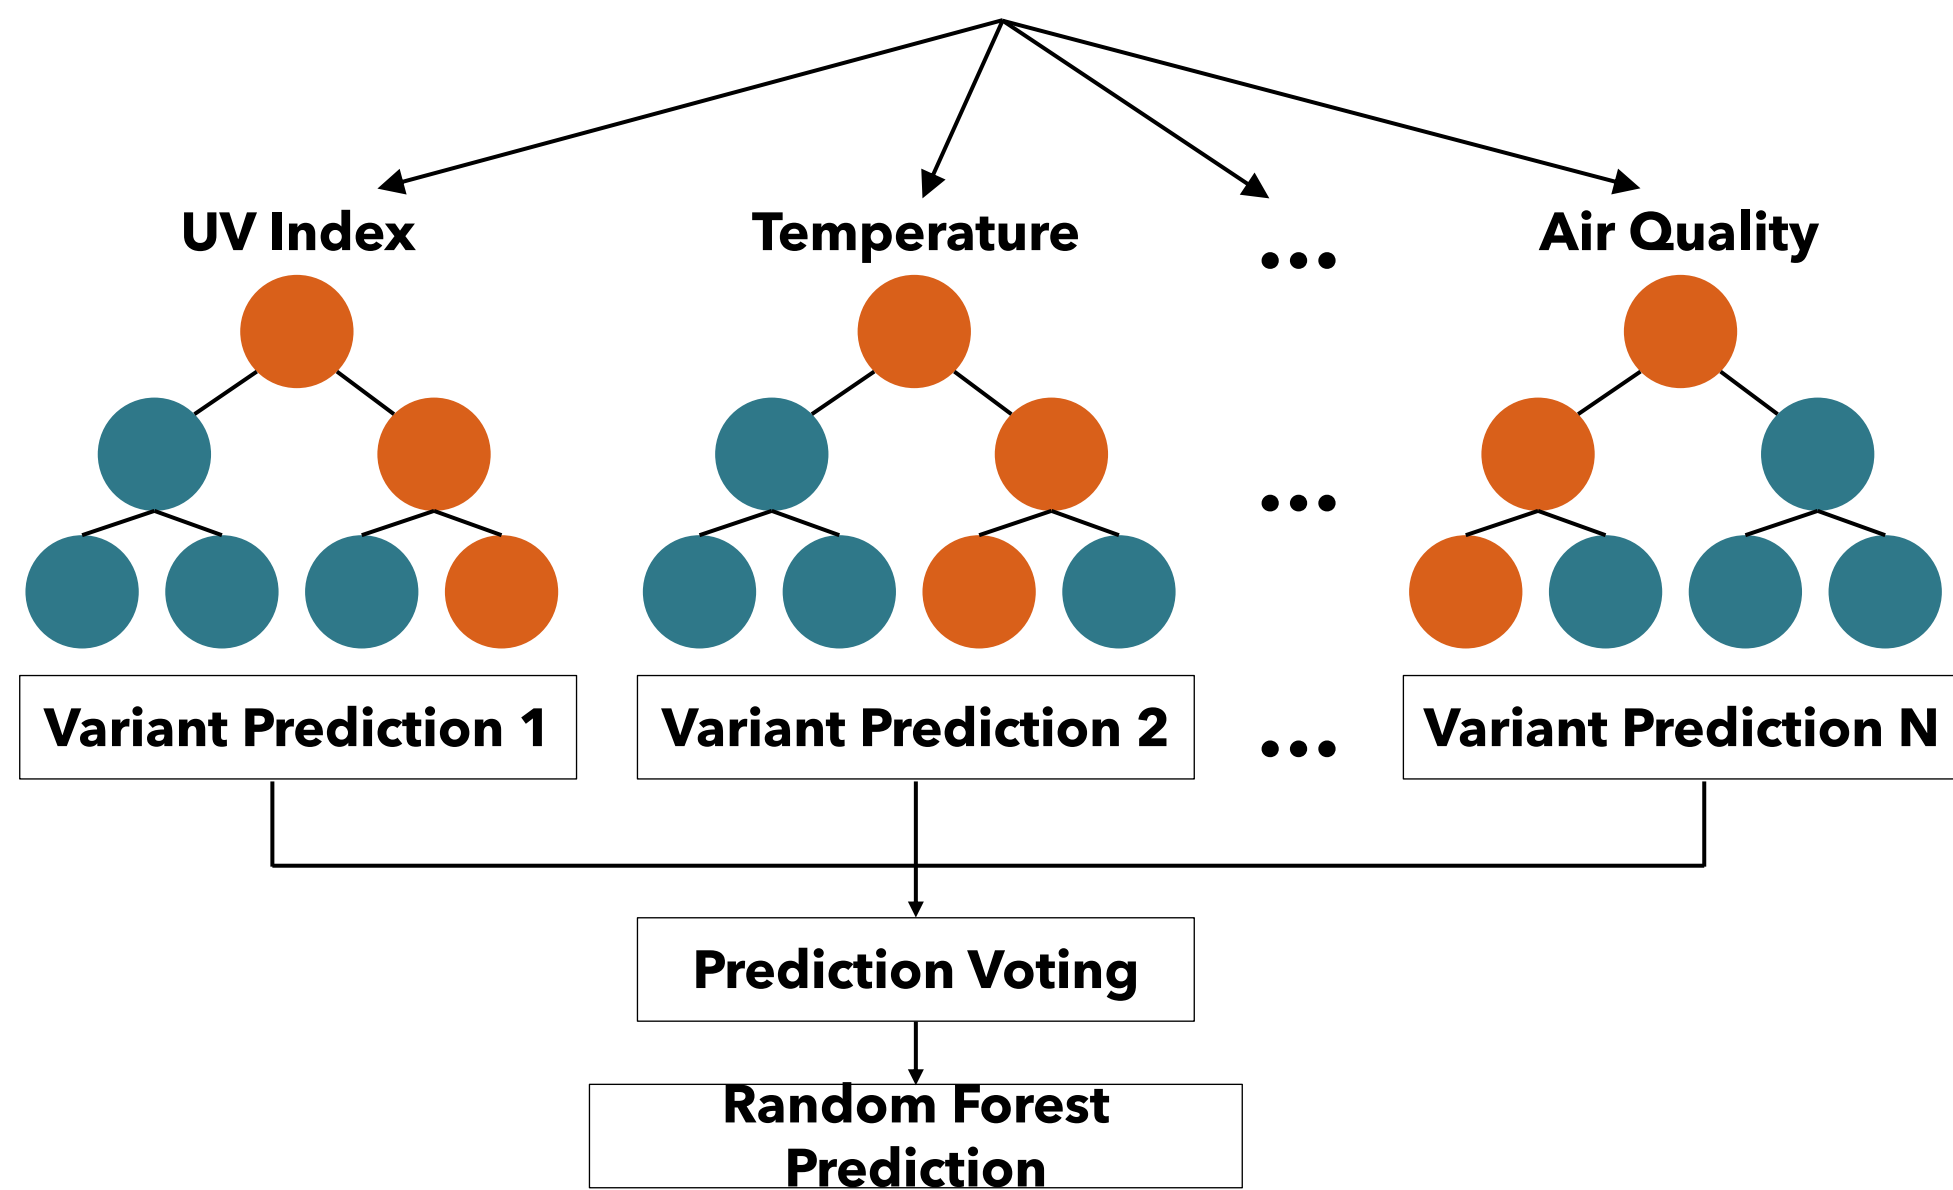 UV Index
Temperature
...
Air Quality
...
Variant Prediction 1
Variant Prediction 2
...
Variant Prediction N
Prediction Voting
Random Forest
Prediction